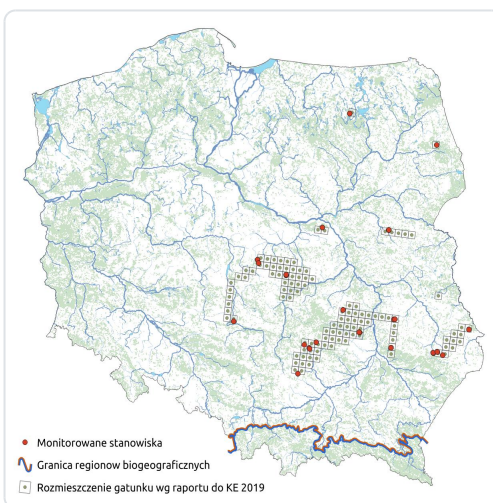 Monitorowane stanowiska
Granica regionow biogeograficznych
Rozmieszczenie gatunku wg raportu do KE 2019